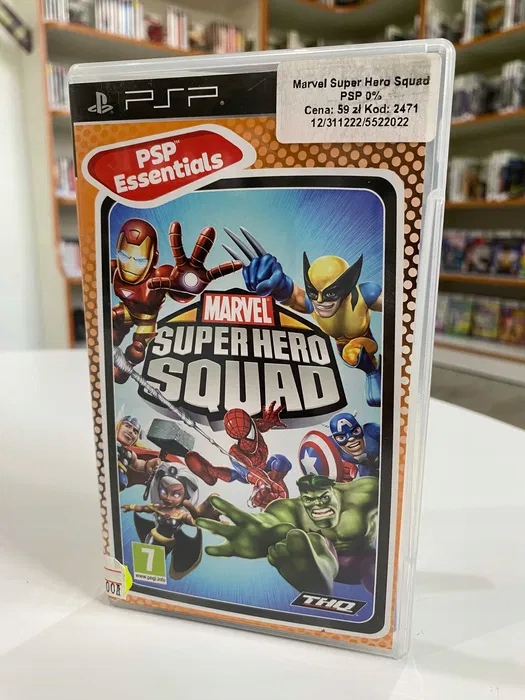 Marvel Super Hero Squad
PSP 0%
Cena: 59 zł Kod: 2471
12/311222/5522022
PSP
PSP™
Essentials
MARVEL
SUPER HERO
SQUAD
7
www.pegi.info
THQ